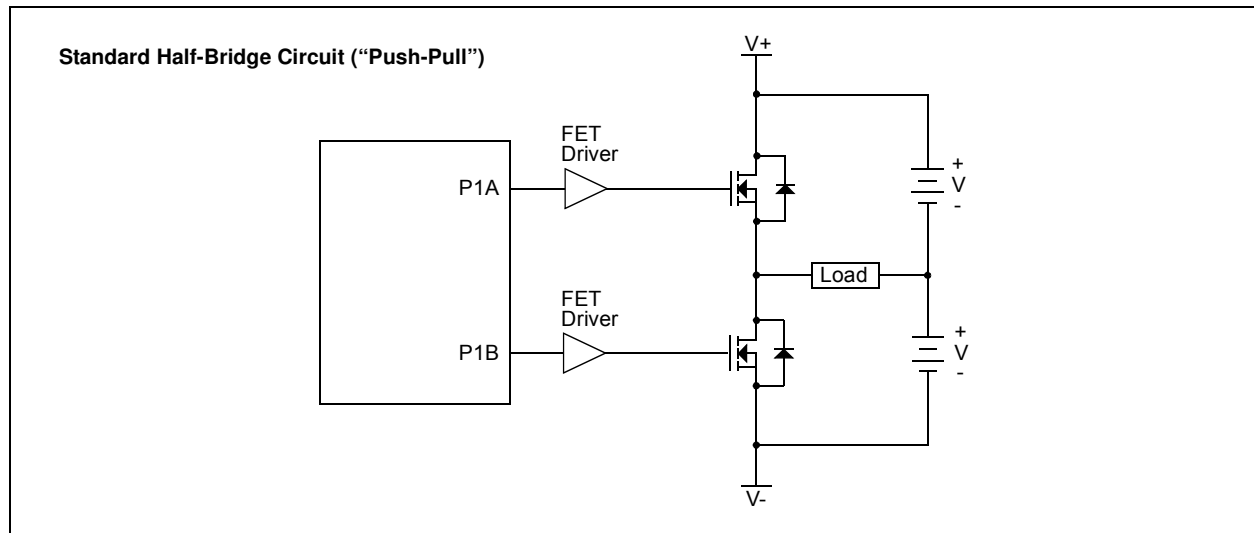 Standard Half-Bridge Circuit (“Push-Pull”)
V+
FET
Driver
P1A
+
V
-
Load
FET
Driver
P1B
+
V
-
V-